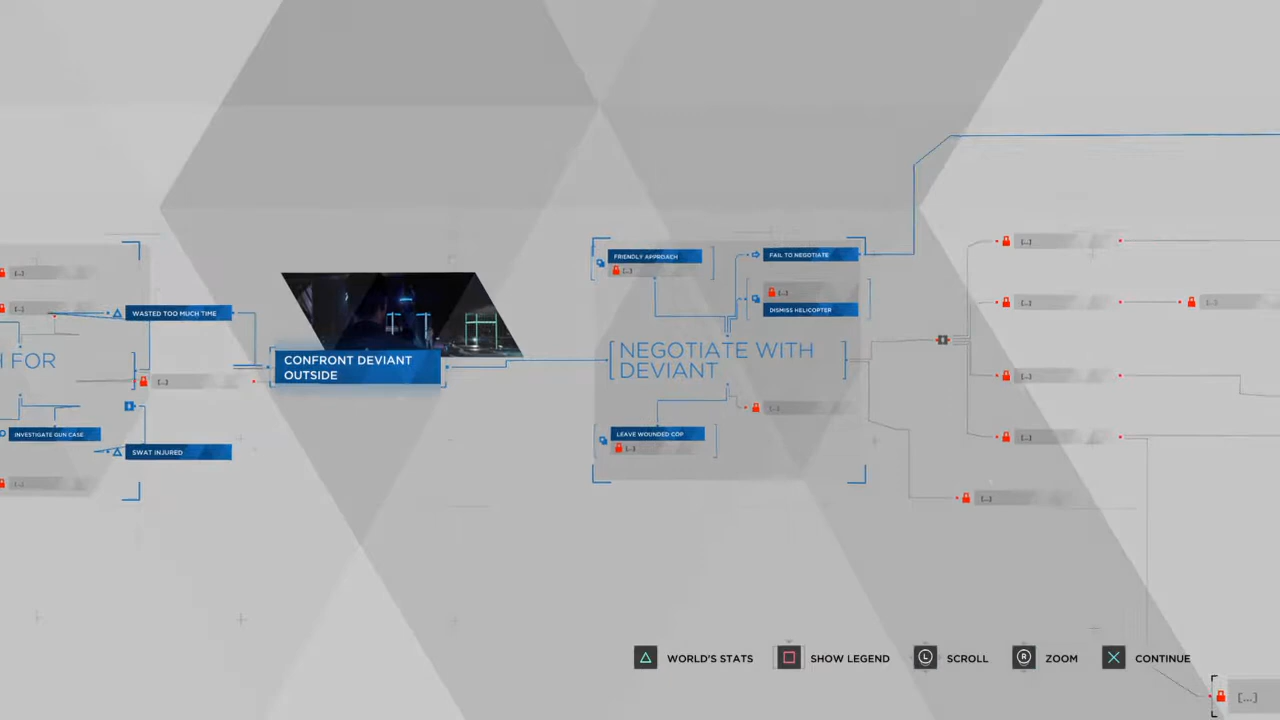 [...]
[...]
WASTED TOO MUCH TIME
H FOR
[...]
INVESTIGATE GUN CASE
SWAT INJURED
[...]
CONFRONT DEVIANT
OUTSIDE
FRIENDLY APPROACH
[...]
FAIL TO NEGOTIATE
[...]
DISMISS HELICOPTER
NEGOTIATE WITH
DEVIANT
[...]
LEAVE WOUNDED COP
[...]
[...]
[...]
[...]
[...]
[...]
[...]
L
R
WORLD'S STATS
SHOW LEGEND
SCROLL
ZOOM
CONTINUE
[...]